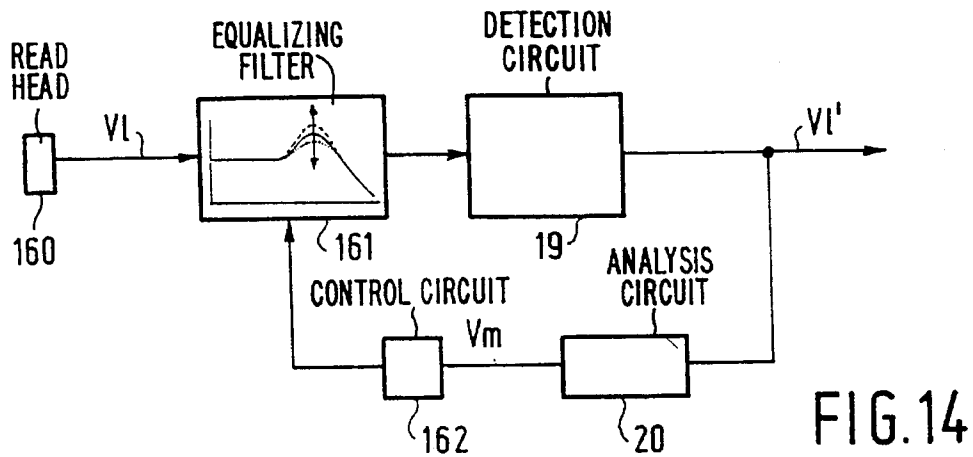 READ
HEAD
160
Vl
EQUALIZING
FILTER
161
DETECTION
CIRCUIT
19
Vl'
CONTROL CIRCUIT
162
Vm
ANALYSIS
CIRCUIT
20
FIG.14